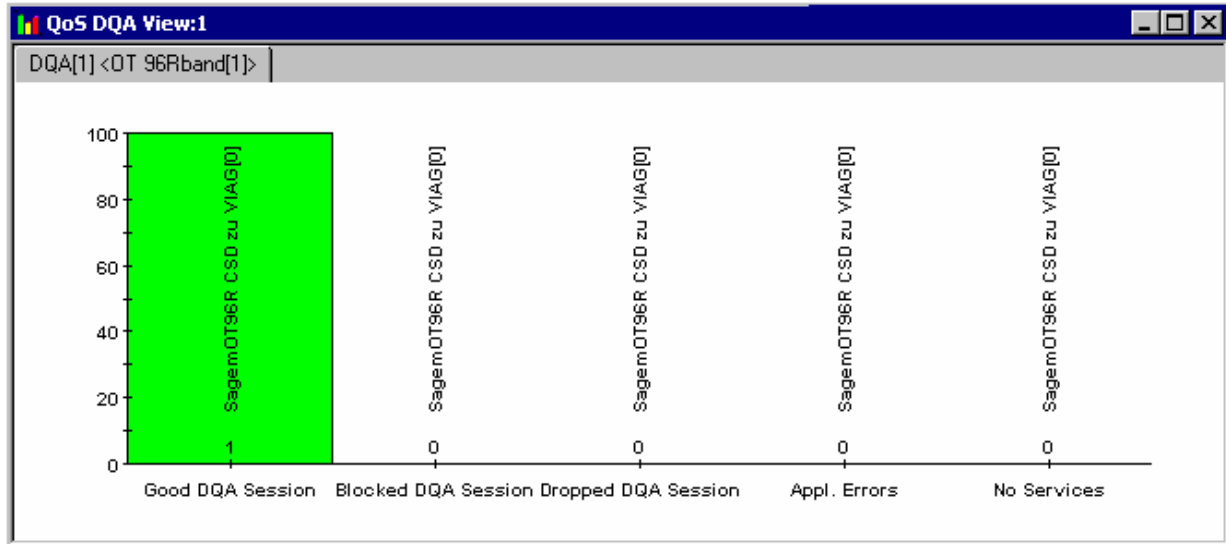 QoS DQA View:1
DQA[1] <OT 96Rband[1]>
100
80
60
40
20
0
SagemOT96R CSD zu VIAG[0]
SagemOT96R CSD zu VIAG[0]
SagemOT96R CSD zu VIAG[0]
SagemOT96R CSD zu VIAG[0]
SagemOT96R CSD zu VIAG[0]
1
0
0
0
0
Good DQA Session
Blocked DQA Session
Dropped DQA Session
Appl. Errors
No Services